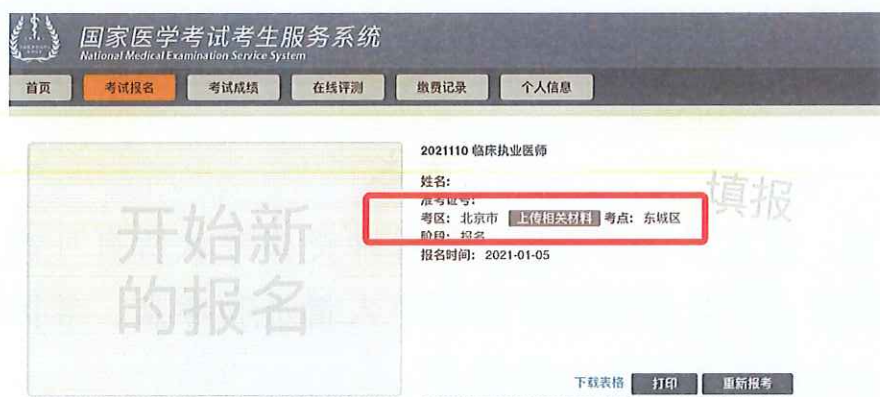 国家医学考试考生服务系统
National Medical Examination Service System
首页 考试报名 考试成绩 在线评测 缴费记录 个人信息
2021110 临床执业医师
姓名：
准考证号：
考区：北京市 上传相关材料 考点：东城区
阶段：报名
报名时间：2021-01-05
填报
开始新
的报名
下载表格 打印 重新报考